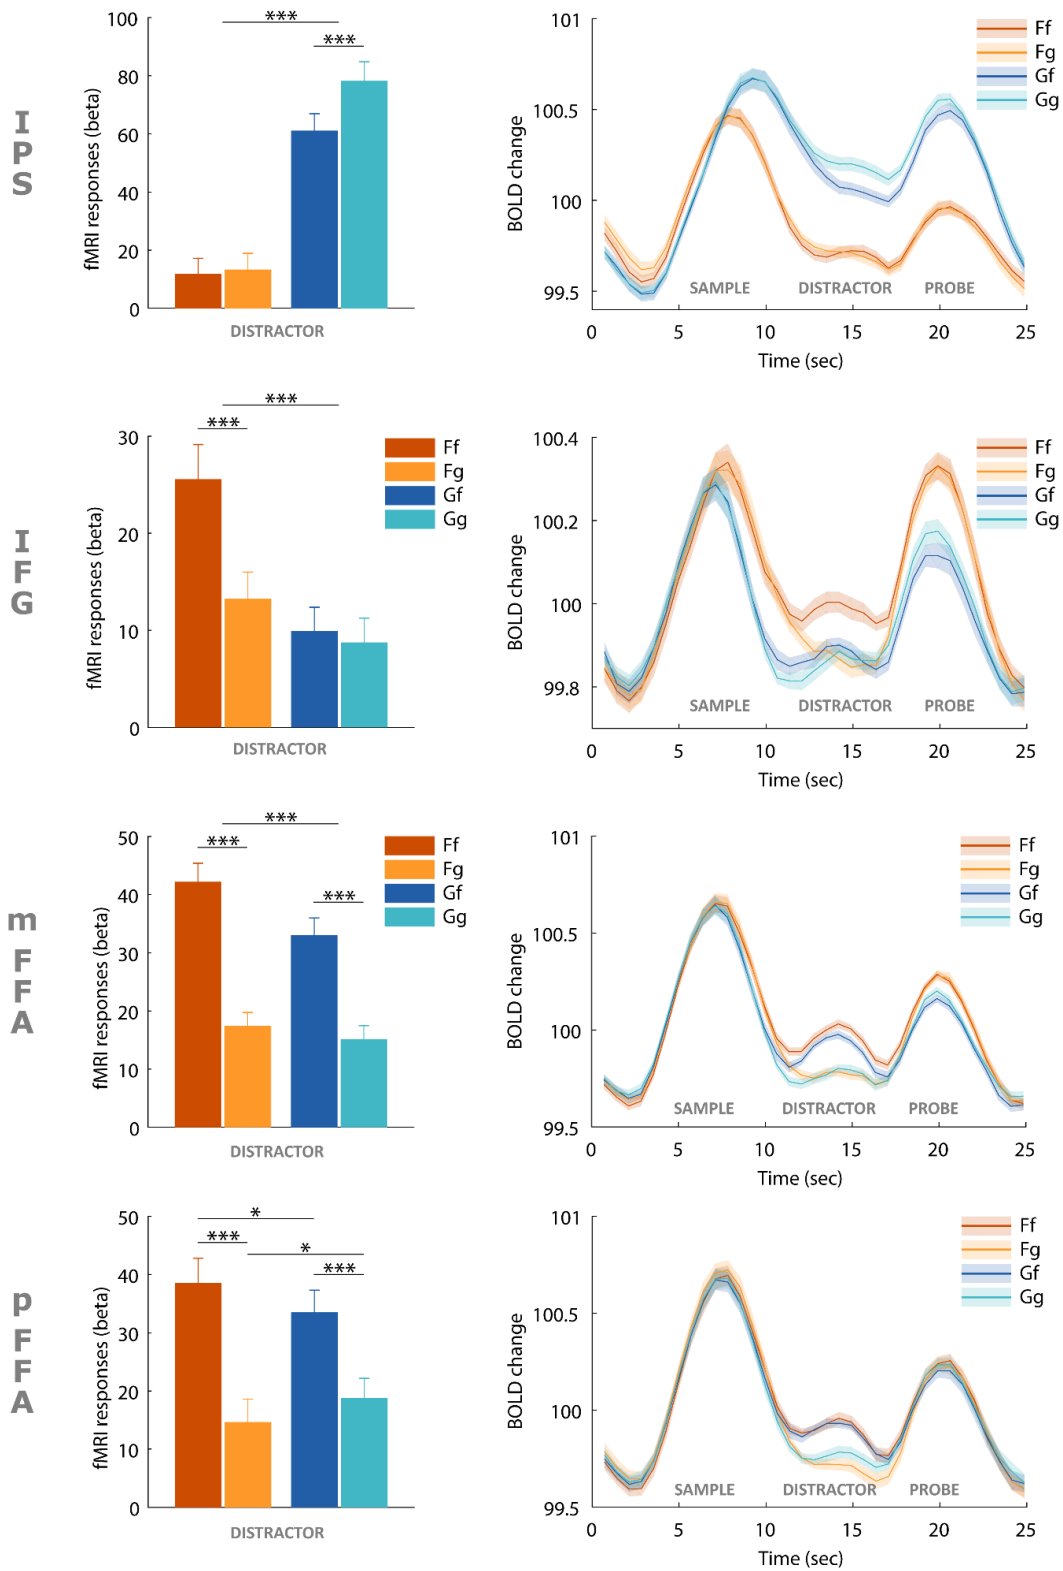 IPS
100
80
60
40
20
0
fMRI responses (beta)
***
***
DISTRACTOR
101
100.5
100
99.5
BOLD change
Ff
Fg
Gf
Gg
SAMPLE DISTRACTOR PROBE
0 5 10 15 20 25
Time (sec)
IFG
30
20
10
0
fMRI responses (beta)
***
***
Ff
Fg
Gf
Gg
DISTRACTOR
100.4
100.2
100
99.8
BOLD change
Ff
Fg
Gf
Gg
SAMPLE DISTRACTOR PROBE
0 5 10 15 20 25
Time (sec)
mFFA
50
40
30
20
10
0
fMRI responses (beta)
***
***
***
Ff
Fg
Gf
Gg
DISTRACTOR
101
100.5
100
99.5
BOLD change
Ff
Fg
Gf
Gg
SAMPLE DISTRACTOR PROBE
0 5 10 15 20 25
Time (sec)
pFFA
50
40
30
20
10
0
fMRI responses (beta)
*
***
*
***
DISTRACTOR
101
100.5
100
99.5
BOLD change
Ff
Fg
Gf
Gg
SAMPLE DISTRACTOR PROBE
0 5 10 15 20 25
Time (sec)